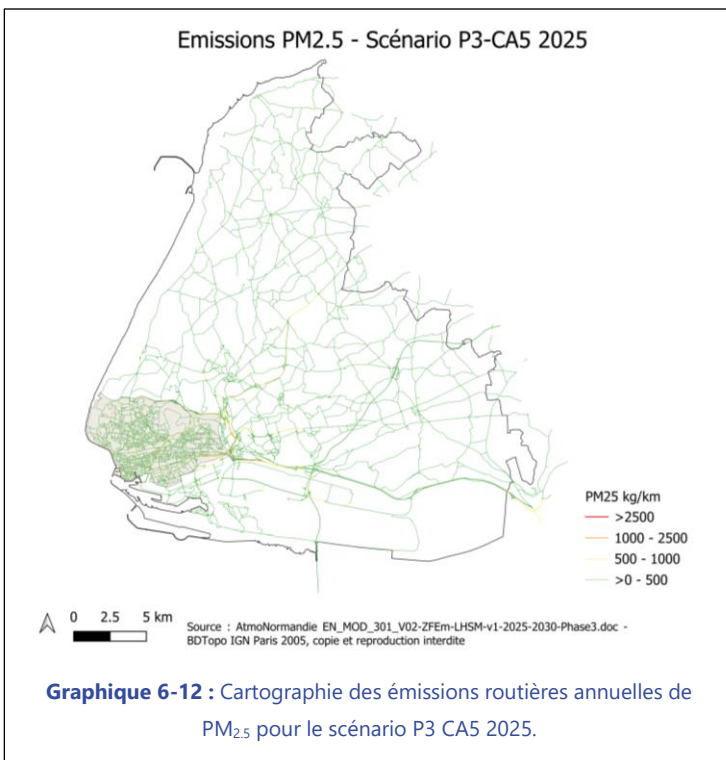 Emissions PM2.5 - Scénario P3-CA5 2025
PM25 kg/km
>2500
1000 - 2500
500 - 1000
>0 - 500
0 2.5 5 km
Source : AtmoNormandie EN_MOD_301_V02-ZFEm-LHSM-v1-2025-2030-Phase3.doc -
BDTopo IGN Paris 2005, copie et reproduction interdite
Graphique 6-12 : Cartographie des émissions routières annuelles de
PM2.5 pour le scénario P3 CA5 2025.